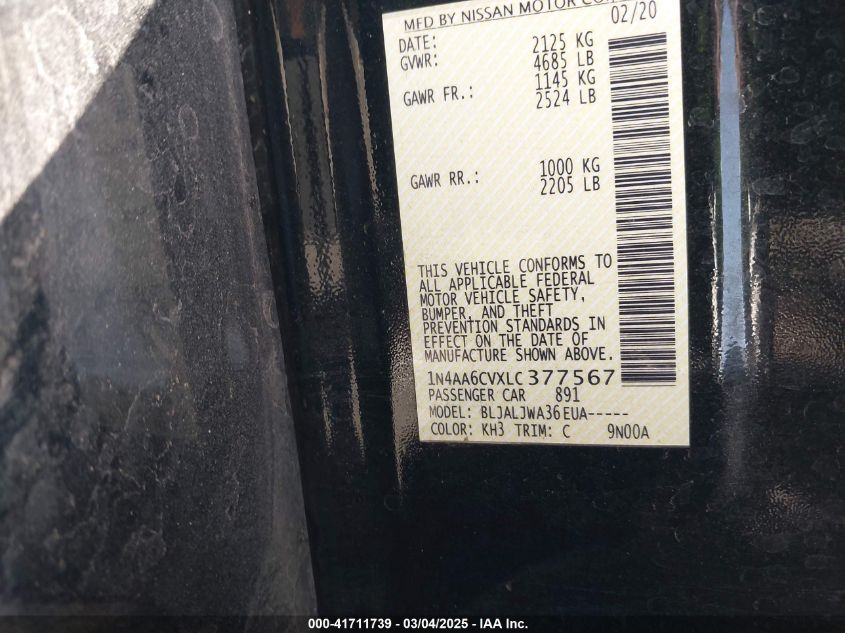 MFD BY NISSAN MOTOR CO.
DATE: 02/20
GVWR: 2125 KG
4685 LB
GAWR FR.: 1145 KG
2524 LB
GAWR RR.: 1000 KG
2205 LB
THIS VEHICLE CONFORMS TO
ALL APPLICABLE FEDERAL
MOTOR VEHICLE SAFETY,
BUMPER, AND THEFT
PREVENTION STANDARDS IN
EFFECT ON THE DATE OF
MANUFACTURE SHOWN ABOVE.
1N4AA6CVXLC377567
PASSENGER CAR 891
MODEL: BLJALJWA36EUA-----
COLOR: KH3 TRIM: C 9N00A
000-41711739 - 03/04/2025 - IAA Inc.